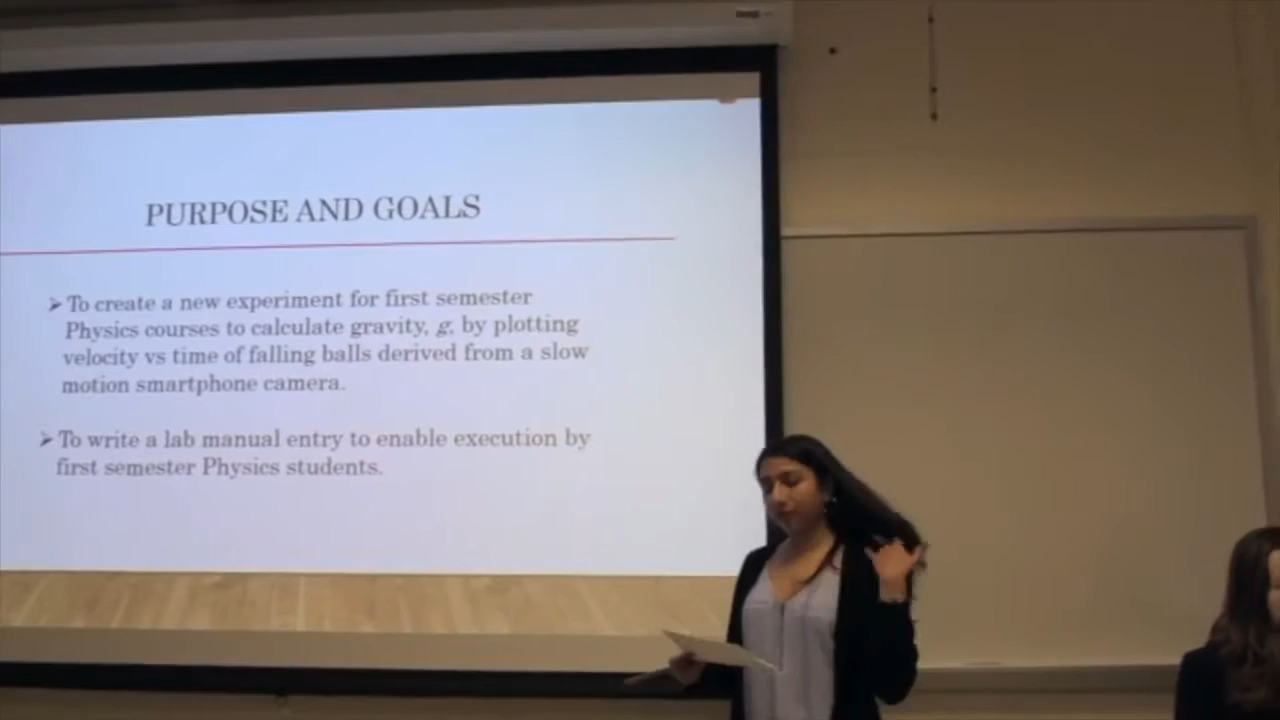 PURPOSE AND GOALS
➢ To create a new experiment for first semester
Physics courses to calculate gravity, g, by plotting
velocity vs time of falling balls derived from a slow
motion smartphone camera.
➢ To write a lab manual entry to enable execution by
first semester Physics students.